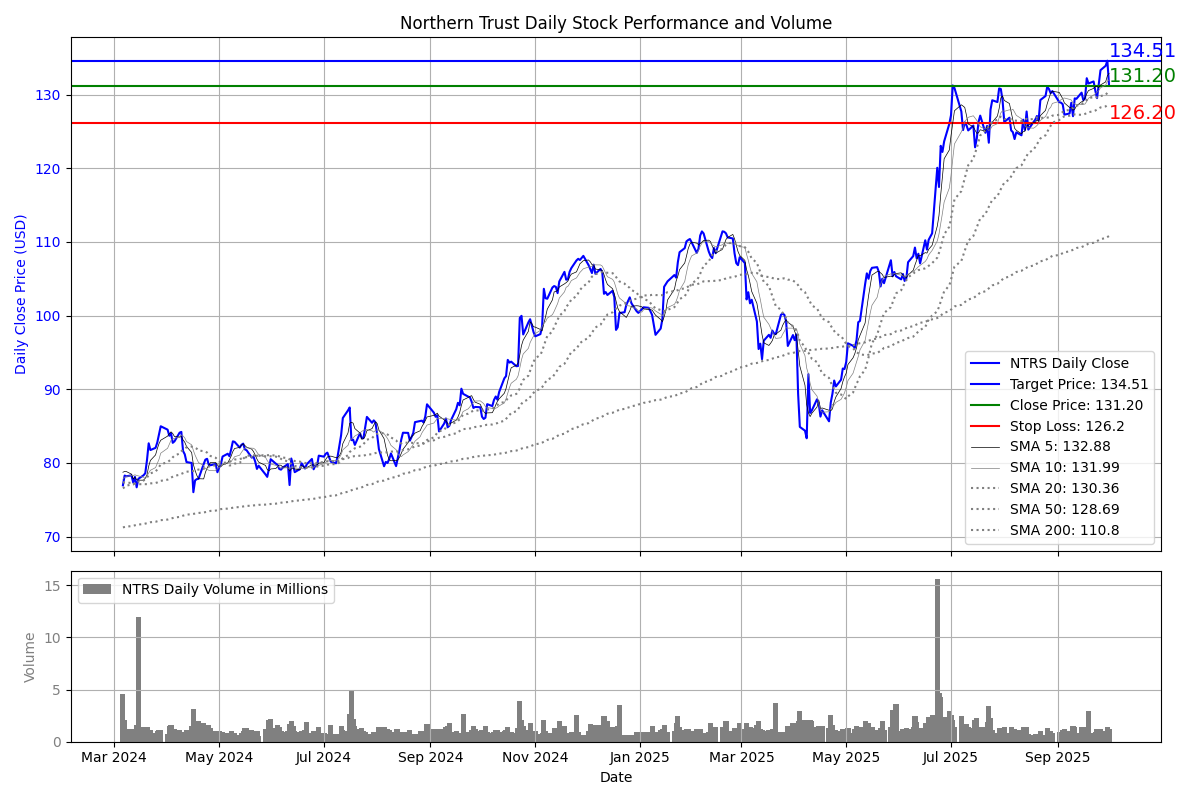 Northern Trust Daily Stock Performance and Volume
134.51
131.20
126.20
130
120
110
100
90
80
70
Daily Close Price (USD)
NTRS Daily Close
Target Price: 134.51
Close Price: 131.20
Stop Loss: 126.2
SMA 5: 132.88
SMA 10: 131.99
SMA 20: 130.36
SMA 50: 128.69
SMA 200: 110.8
NTRS Daily Volume in Millions
15
10
5
0
Volume
Mar 2024 May 2024 Jul 2024 Sep 2024 Nov 2024 Jan 2025 Mar 2025 May 2025 Jul 2025 Sep 2025
Date